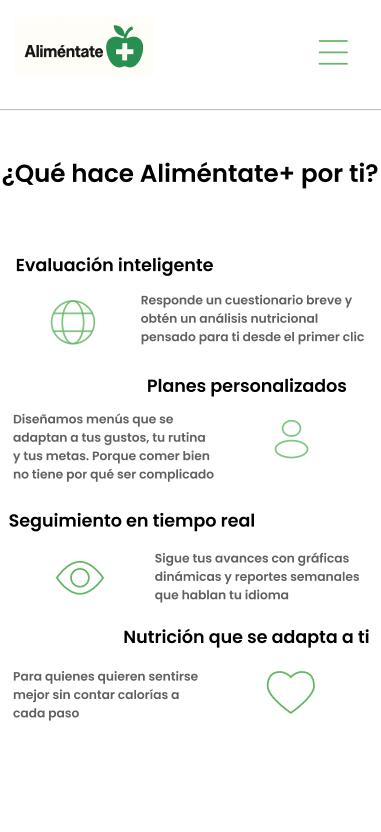 Aliméntate
¿Qué hace Aliméntate+ por ti?
Evaluación inteligente
Responde un cuestionario breve y
obtén un análisis nutricional
pensado para ti desde el primer clic
Planes personalizados
Diseñamos menús que se
adaptan a tus gustos, tu rutina
y tus metas. Porque comer bien
no tiene por qué ser complicado
Seguimiento en tiempo real
Sigue tus avances con gráficas
dinámicas y reportes semanales
que hablan tu idioma
Nutrición que se adapta a ti
Para quienes quieren sentirse
mejor sin contar calorías a
cada paso